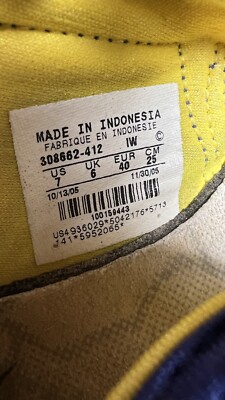 MADE IN INDONESIA
FABRIQUE EN INDONESIE
308662-412 IW ©
US UK EUR CM
7 6 40 25
10/13/05 11/30/05
100159443
US4936029*5042176*5713
141*5952065*